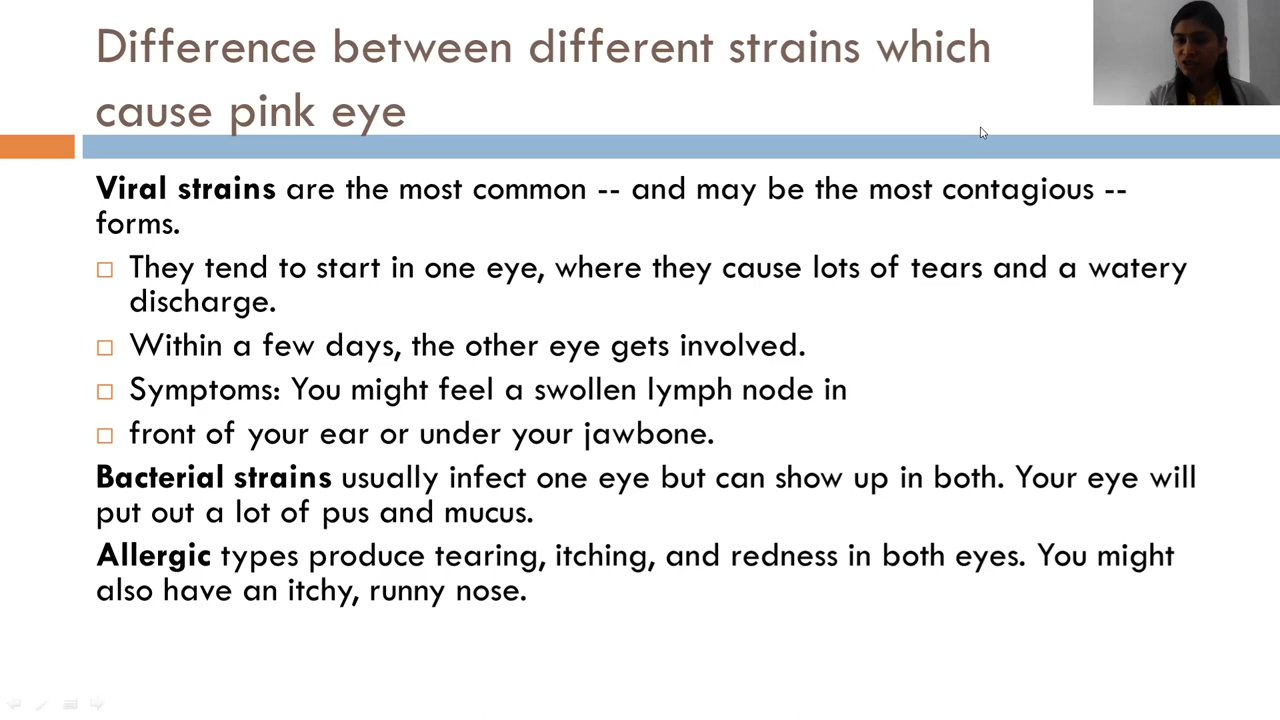 Difference between different strains which
cause pink eye
Viral strains are the most common -- and may be the most contagious --
forms.
They tend to start in one eye, where they cause lots of tears and a watery
discharge.
Within a few days, the other eye gets involved.
Symptoms: You might feel a swollen lymph node in
front of your ear or under your jawbone.
Bacterial strains usually infect one eye but can show up in both. Your eye will
put out a lot of pus and mucus.
Allergic types produce tearing, itching, and redness in both eyes. You might
also have an itchy, runny nose.